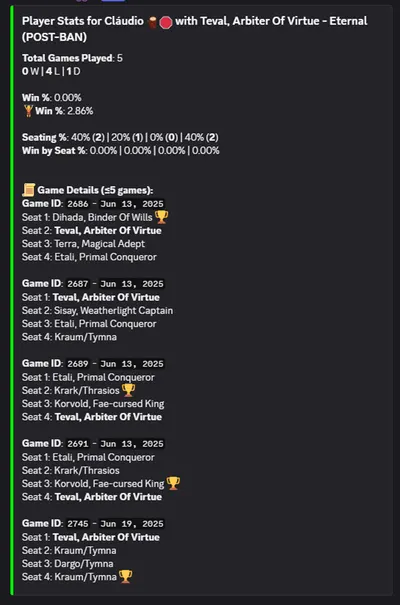 Player Stats for Cláudio 🪘🛑 with Teval, Arbiter Of Virtue - Eternal
(POST-BAN)
Total Games Played: 5
0 W | 4 L | 1 D
Win %: 0.00%
🏋️Win %: 2.86%
Seating %: 40% (2) | 20% (1) | 0% (0) | 40% (2)
Win by Seat %: 0.00% | 0.00% | 0.00% | 0.00%
📜 Game Details (≤5 games):
Game ID: 2686 - Jun 13, 2025
Seat 1: Dihada, Binder Of Wills 🏆
Seat 2: Teval, Arbiter Of Virtue
Seat 3: Terra, Magical Adept
Seat 4: Etali, Primal Conqueror
Game ID: 2687 - Jun 13, 2025
Seat 1: Teval, Arbiter Of Virtue
Seat 2: Sisay, Weatherlight Captain
Seat 3: Etali, Primal Conqueror
Seat 4: Kraum/Tymna
Game ID: 2689 - Jun 13, 2025
Seat 1: Etali, Primal Conqueror
Seat 2: Krark/Thrasios 🏆
Seat 3: Korvold, Fae-cursed King
Seat 4: Teval, Arbiter Of Virtue
Game ID: 2691 - Jun 13, 2025
Seat 1: Etali, Primal Conqueror
Seat 2: Krark/Thrasios
Seat 3: Korvold, Fae-cursed King 🏆
Seat 4: Teval, Arbiter Of Virtue
Game ID: 2745 - Jun 19, 2025
Seat 1: Teval, Arbiter Of Virtue
Seat 2: Kraum/Tymna
Seat 3: Dargo/Tymna
Seat 4: Kraum/Tymna 🏆